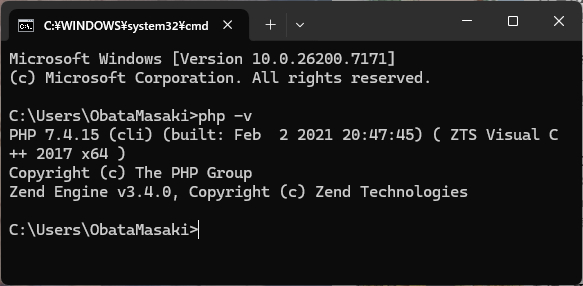 C:¥WINDOWS¥system32¥cmd
Microsoft Windows [Version 10.0.26200.7171]
(c) Microsoft Corporation. All rights reserved.
C:\Users\ObataMasaki>php -v
PHP 7.4.15 (cli) (built: Feb  2 2021 20:47:45) ( ZTS Visual C
++ 2017 x64 )
Copyright (c) The PHP Group
Zend Engine v3.4.0, Copyright (c) Zend Technologies
C:\Users\ObataMasaki>